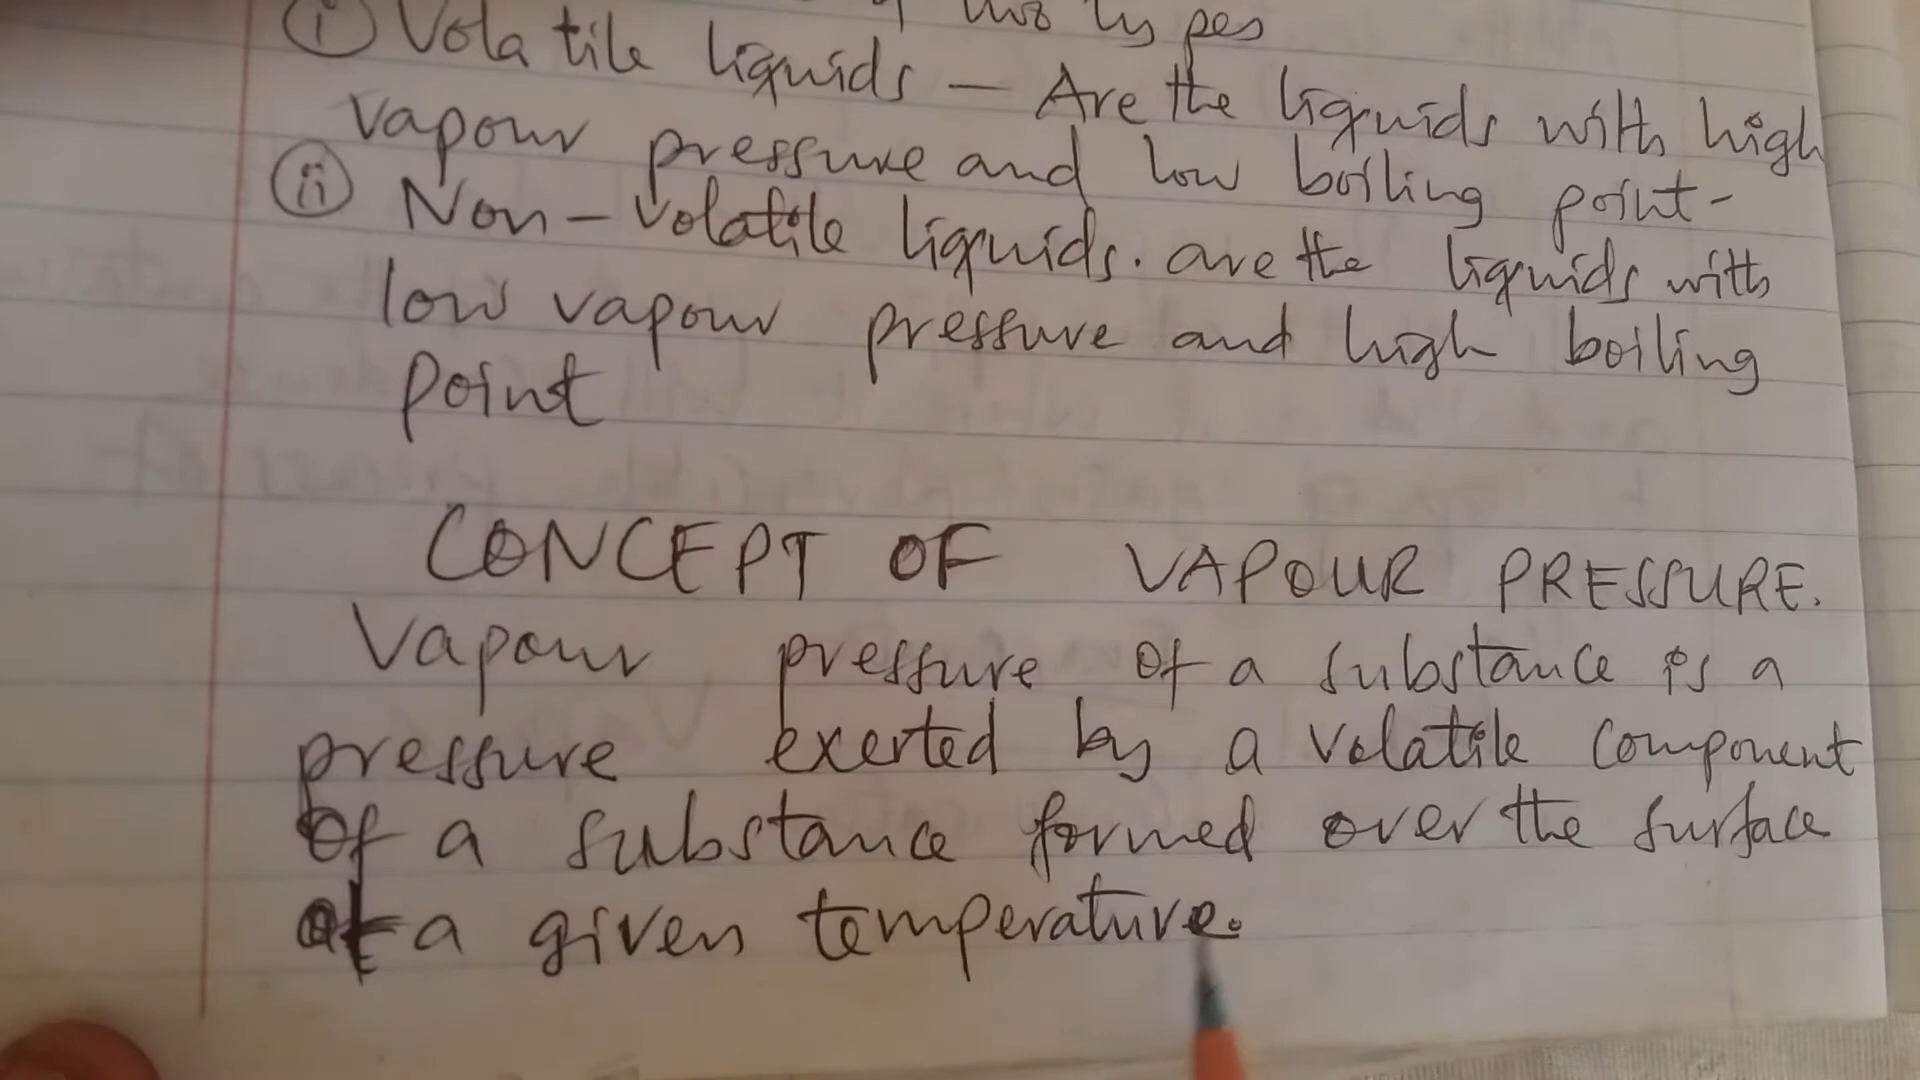 types
(i) Volatile liquids — Are the liquids with high
vapour pressure and low boiling point-
(ii) Non-volatile liquids. are the liquids with
low vapour pressure and high boiling
point
CONCEPT OF VAPOUR PRESSURE.
Vapour pressure of a substance is a
pressure exerted by a volatile component
of a substance formed over the surface
at a given temperature.